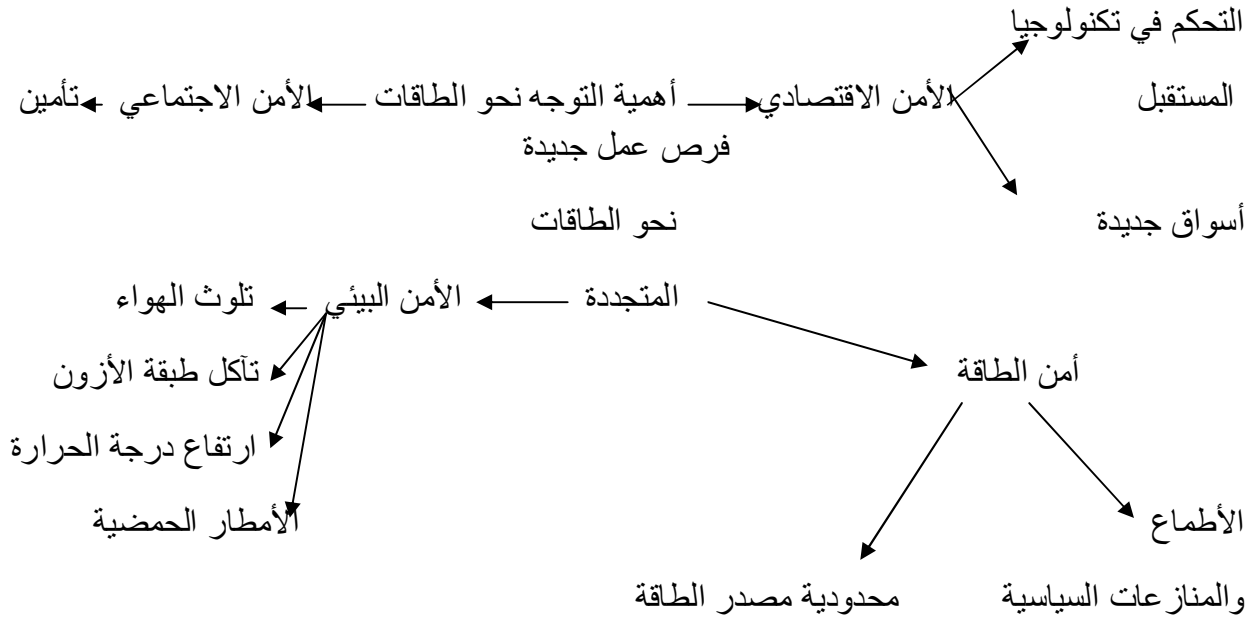 التحكم في تكنولوجيا
المستقبل الأمن الاقتصادي أهمية التوجه نحو الطاقات الأمن الاجتماعي تأمين
فرص عمل جديدة
أسواق جديدة نحو الطاقات
المتجددة الأمن البيئي تلوث الهواء
أمن الطاقة تآكل طبقة الأزون
ارتفاع درجة الحرارة
الأطماع الأمطار الحمضية
والمنازعات السياسية محدودية مصدر الطاقة